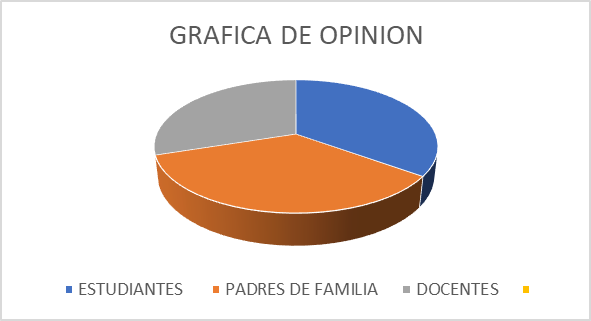 GRAFICA DE OPINION
ESTUDIANTES PADRES DE FAMILIA DOCENTES